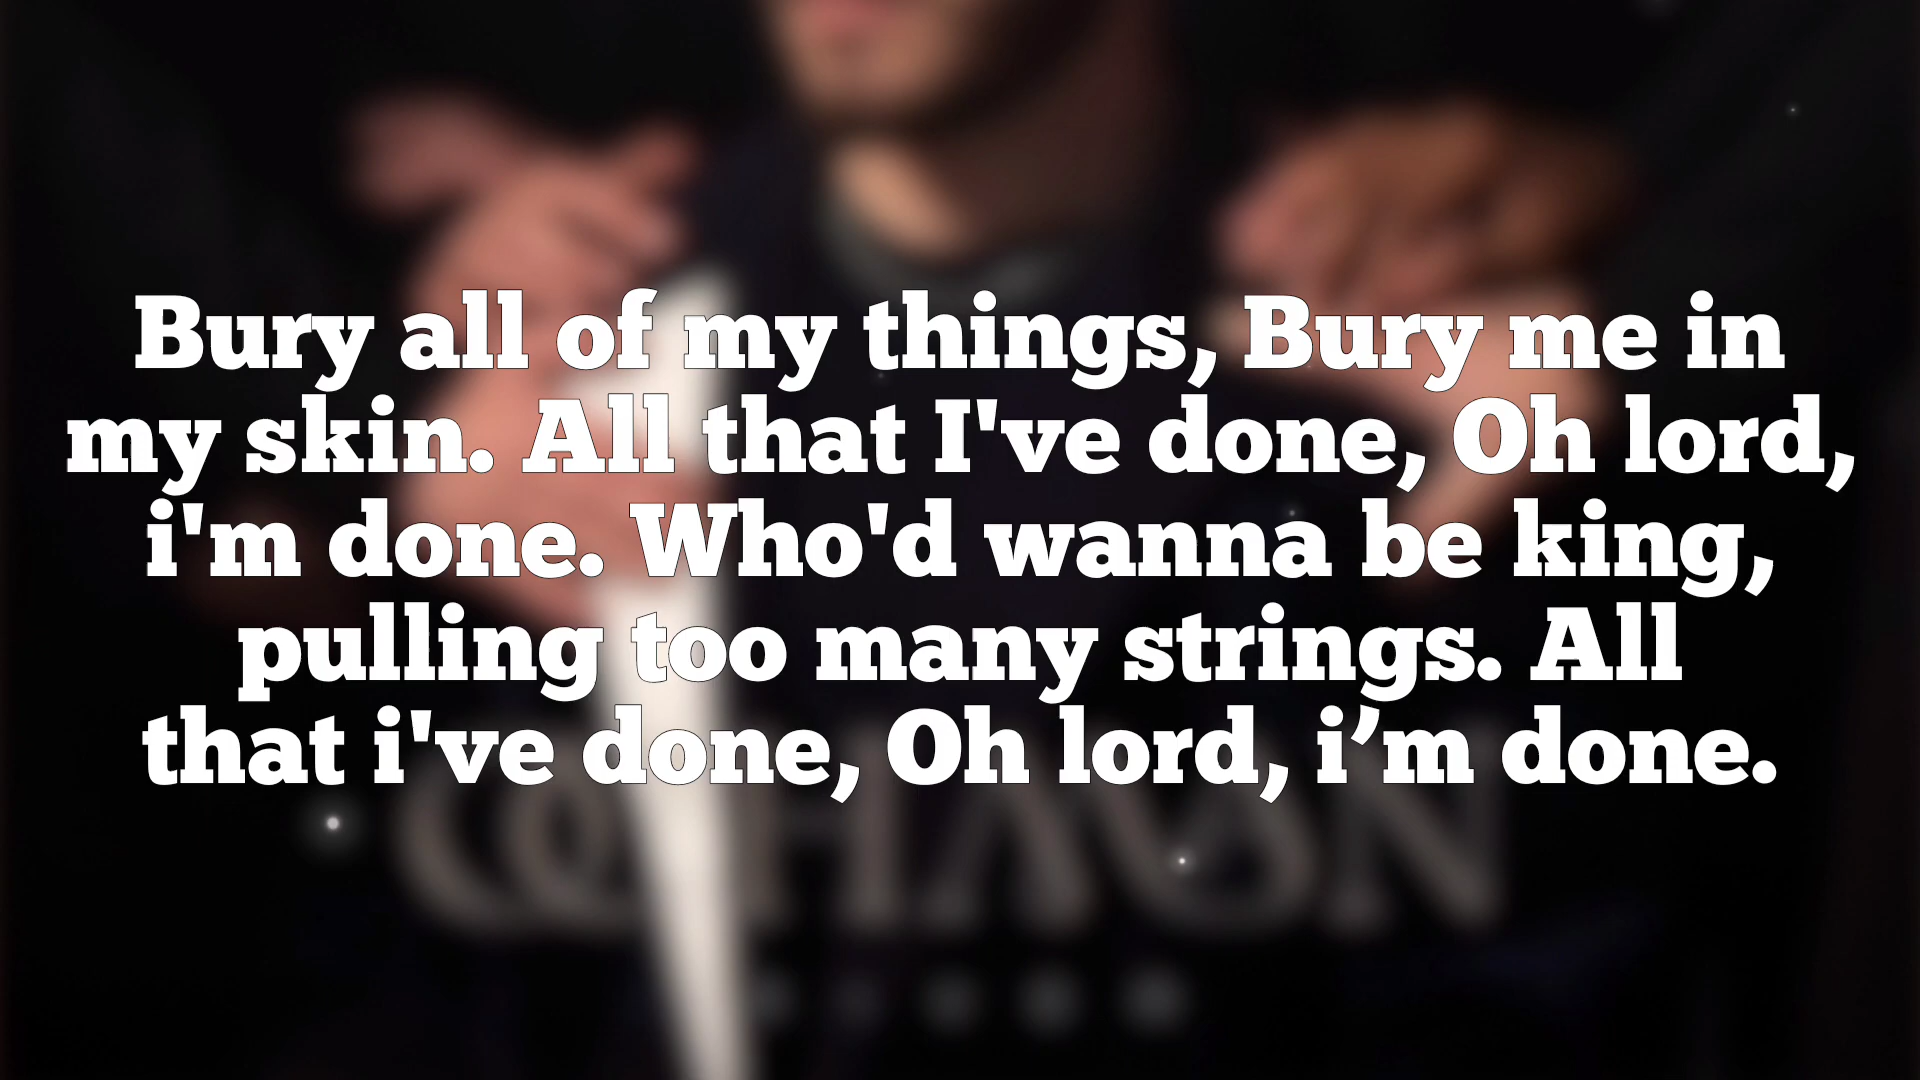 Bury all of my things, Bury me in
my skin. All that I've done, Oh lord,
i'm done. Who'd wanna be king,
pulling too many strings. All
that i've done, Oh lord, i’m done.